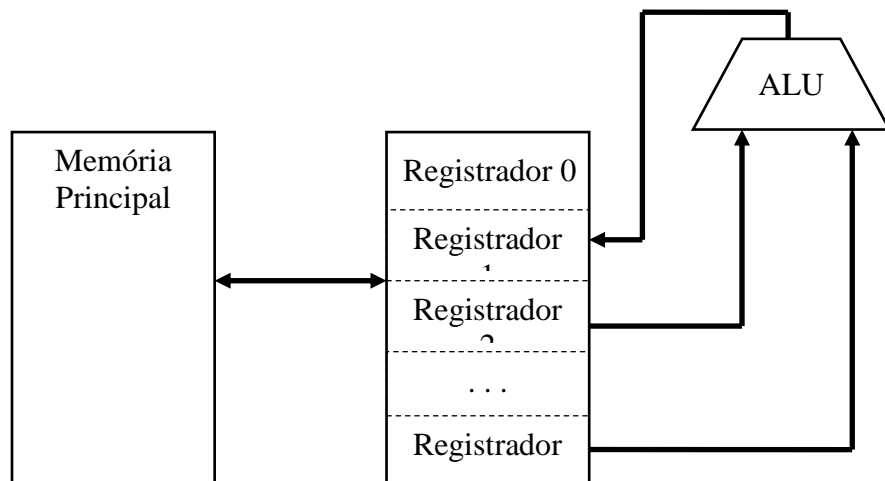 ALU
Memória
Principal
Registrador 0
Registrador
Registrador
. . .
Registrador